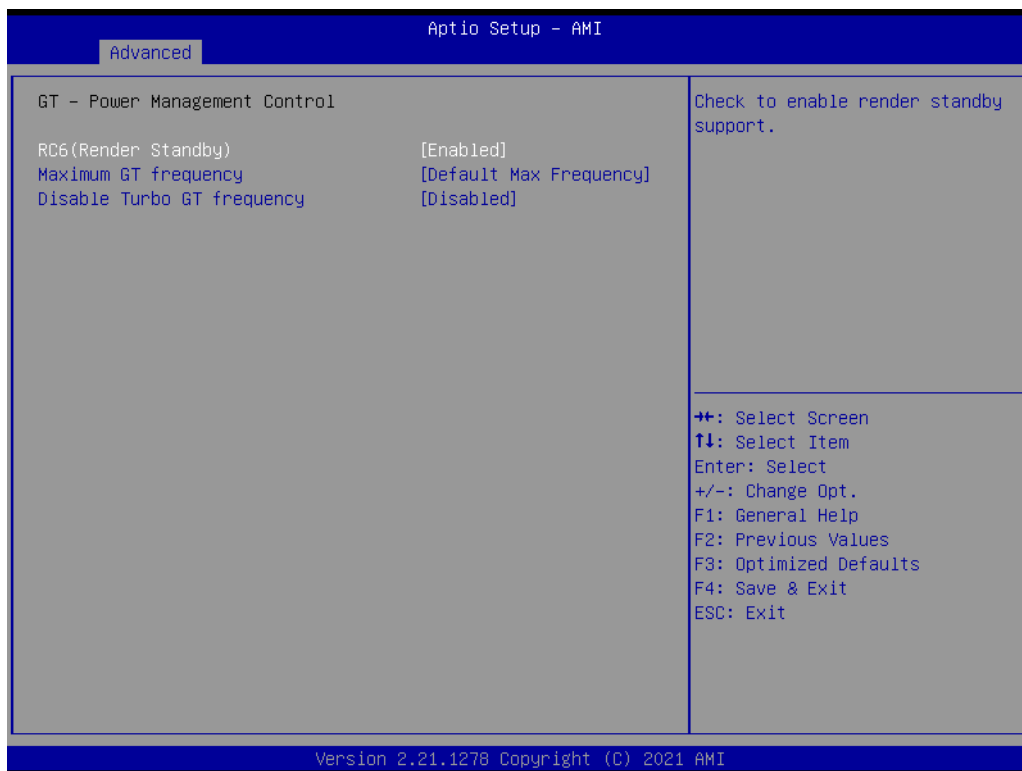 Aptio Setup – AMI
Advanced
GT – Power Management Control
RC6(Render Standby) [Enabled]
Maximum GT frequency [Default Max Frequency]
Disable Turbo GT frequency [Disabled]
Check to enable render standby
support.
→←: Select Screen
↑↓: Select Item
Enter: Select
+/-: Change Opt.
F1: General Help
F2: Previous Values
F3: Optimized Defaults
F4: Save & Exit
ESC: Exit
Version 2.21.1278 Copyright (C) 2021 AMI